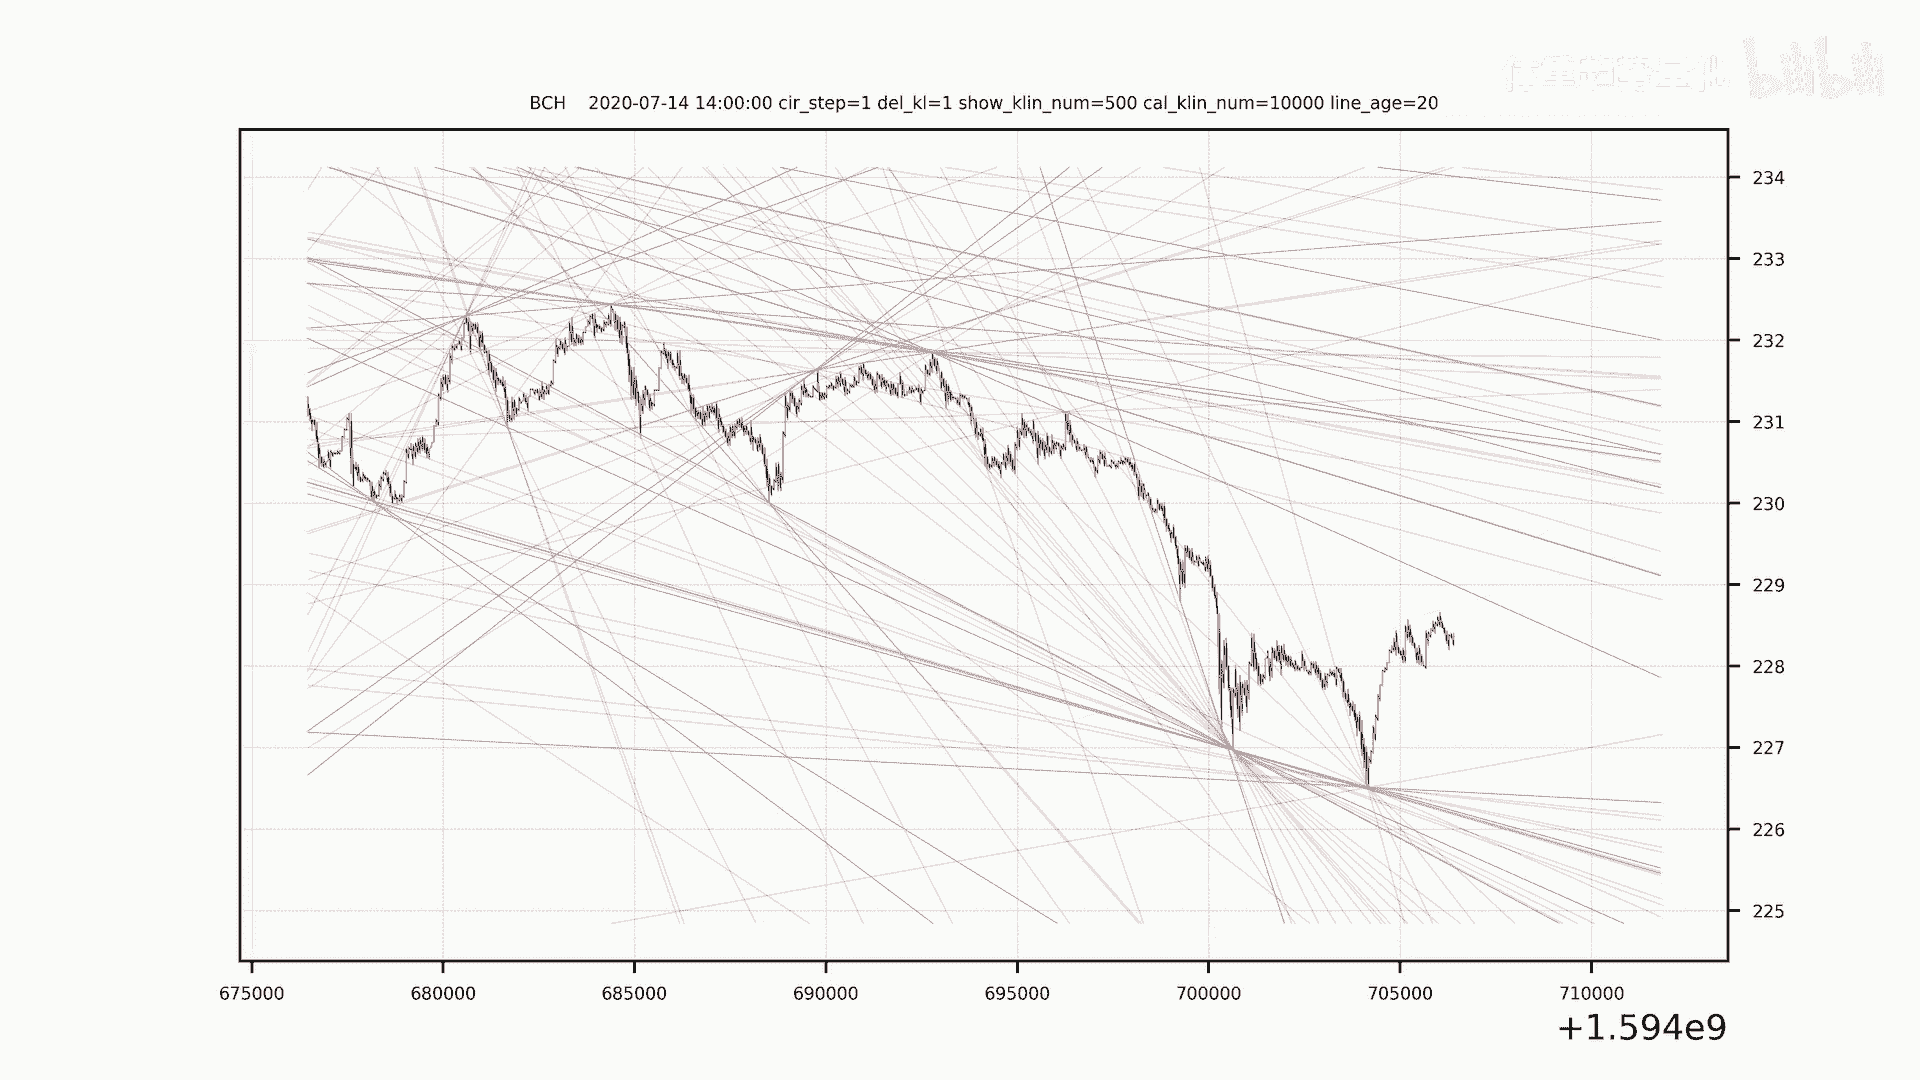 bilibili
BCH 2020-07-14 14:00:00 cir_step=1 del_kl=1 show_klin_num=500 cal_klin_num=10000 line_age=20
234
233
232
231
230
229
228
227
226
225
675000 680000 685000 690000 695000 700000 705000 710000
+1.594e9